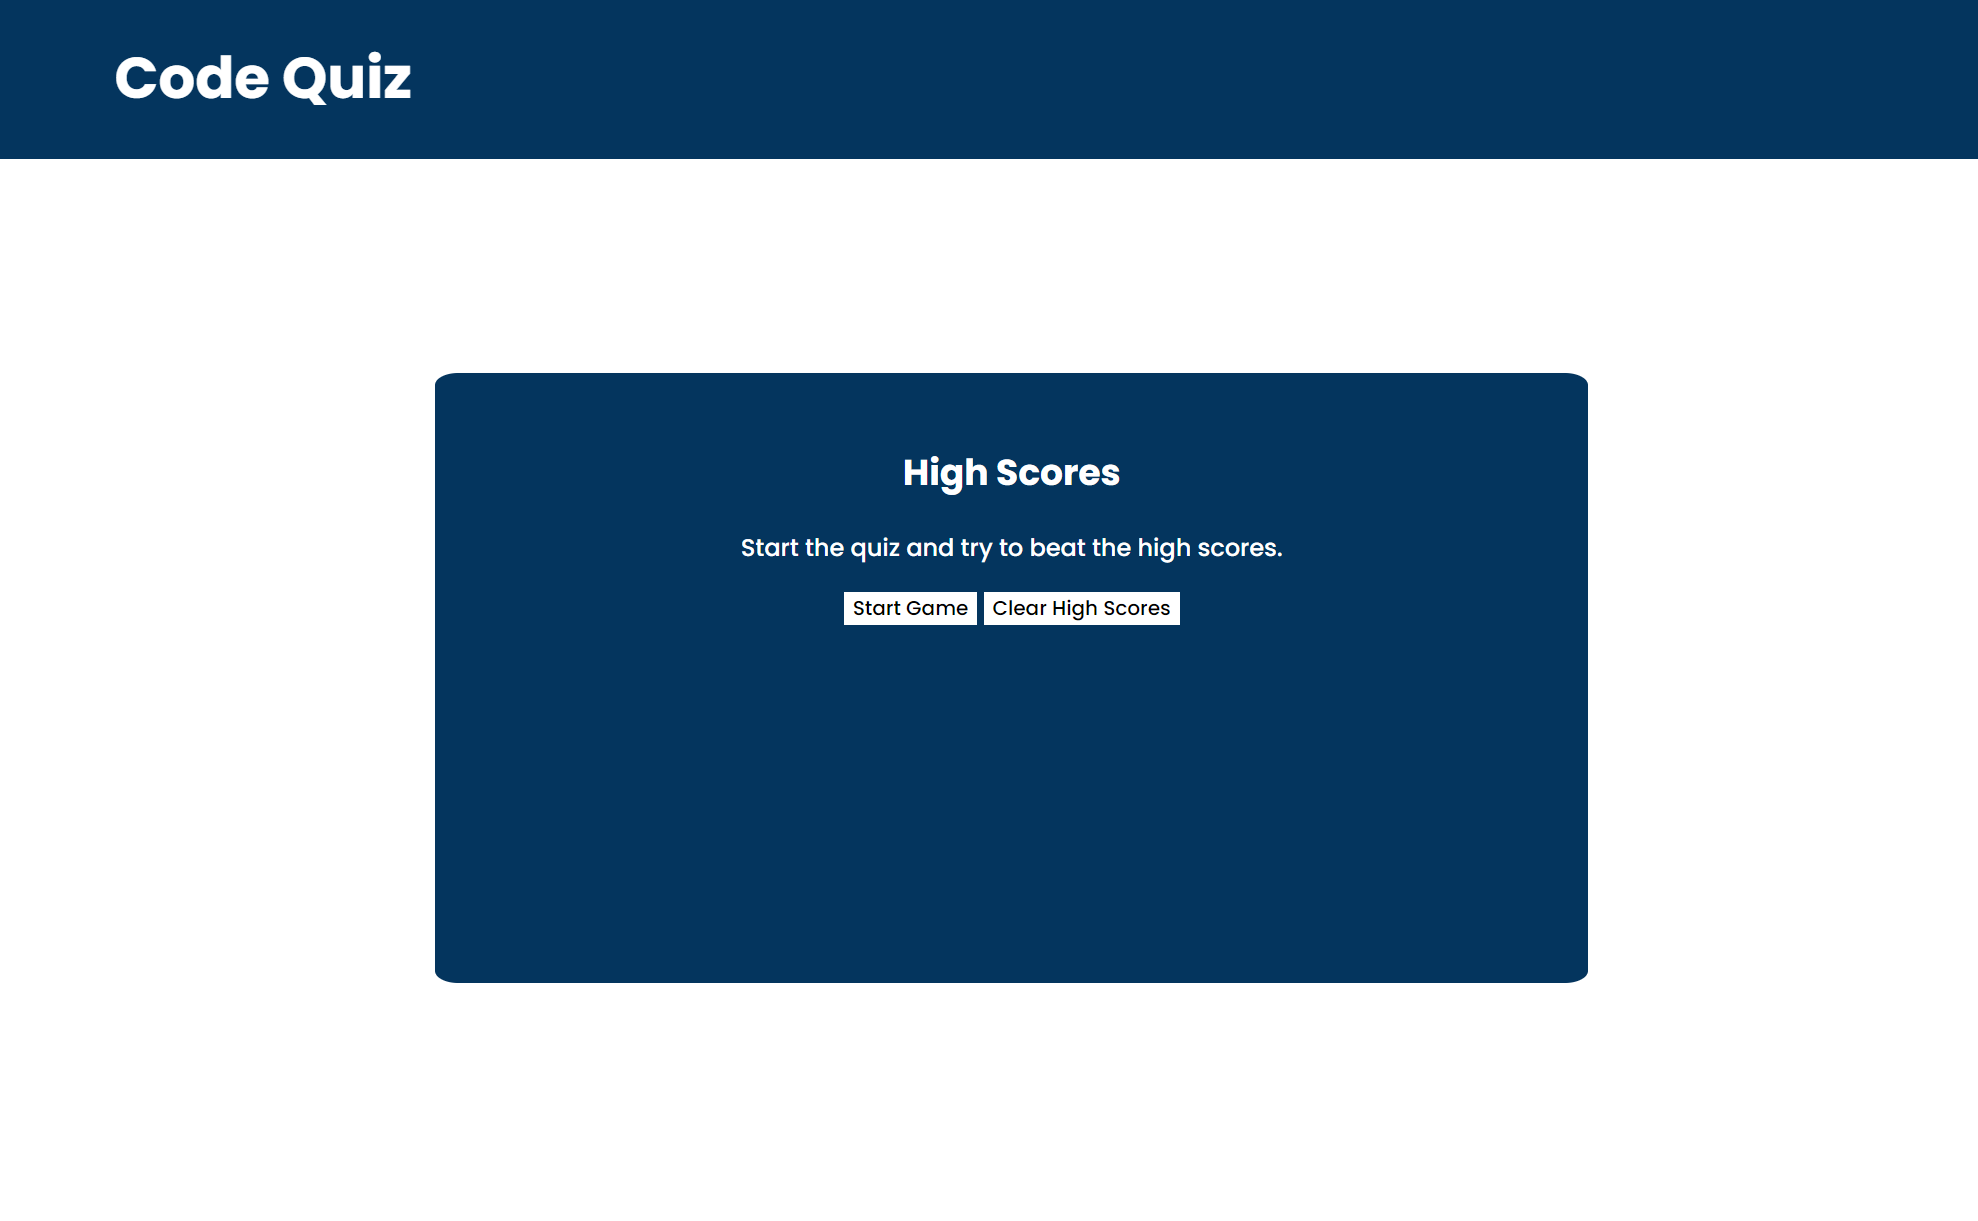 Code Quiz
High Scores
Start the quiz and try to beat the high scores.
Start Game Clear High Scores